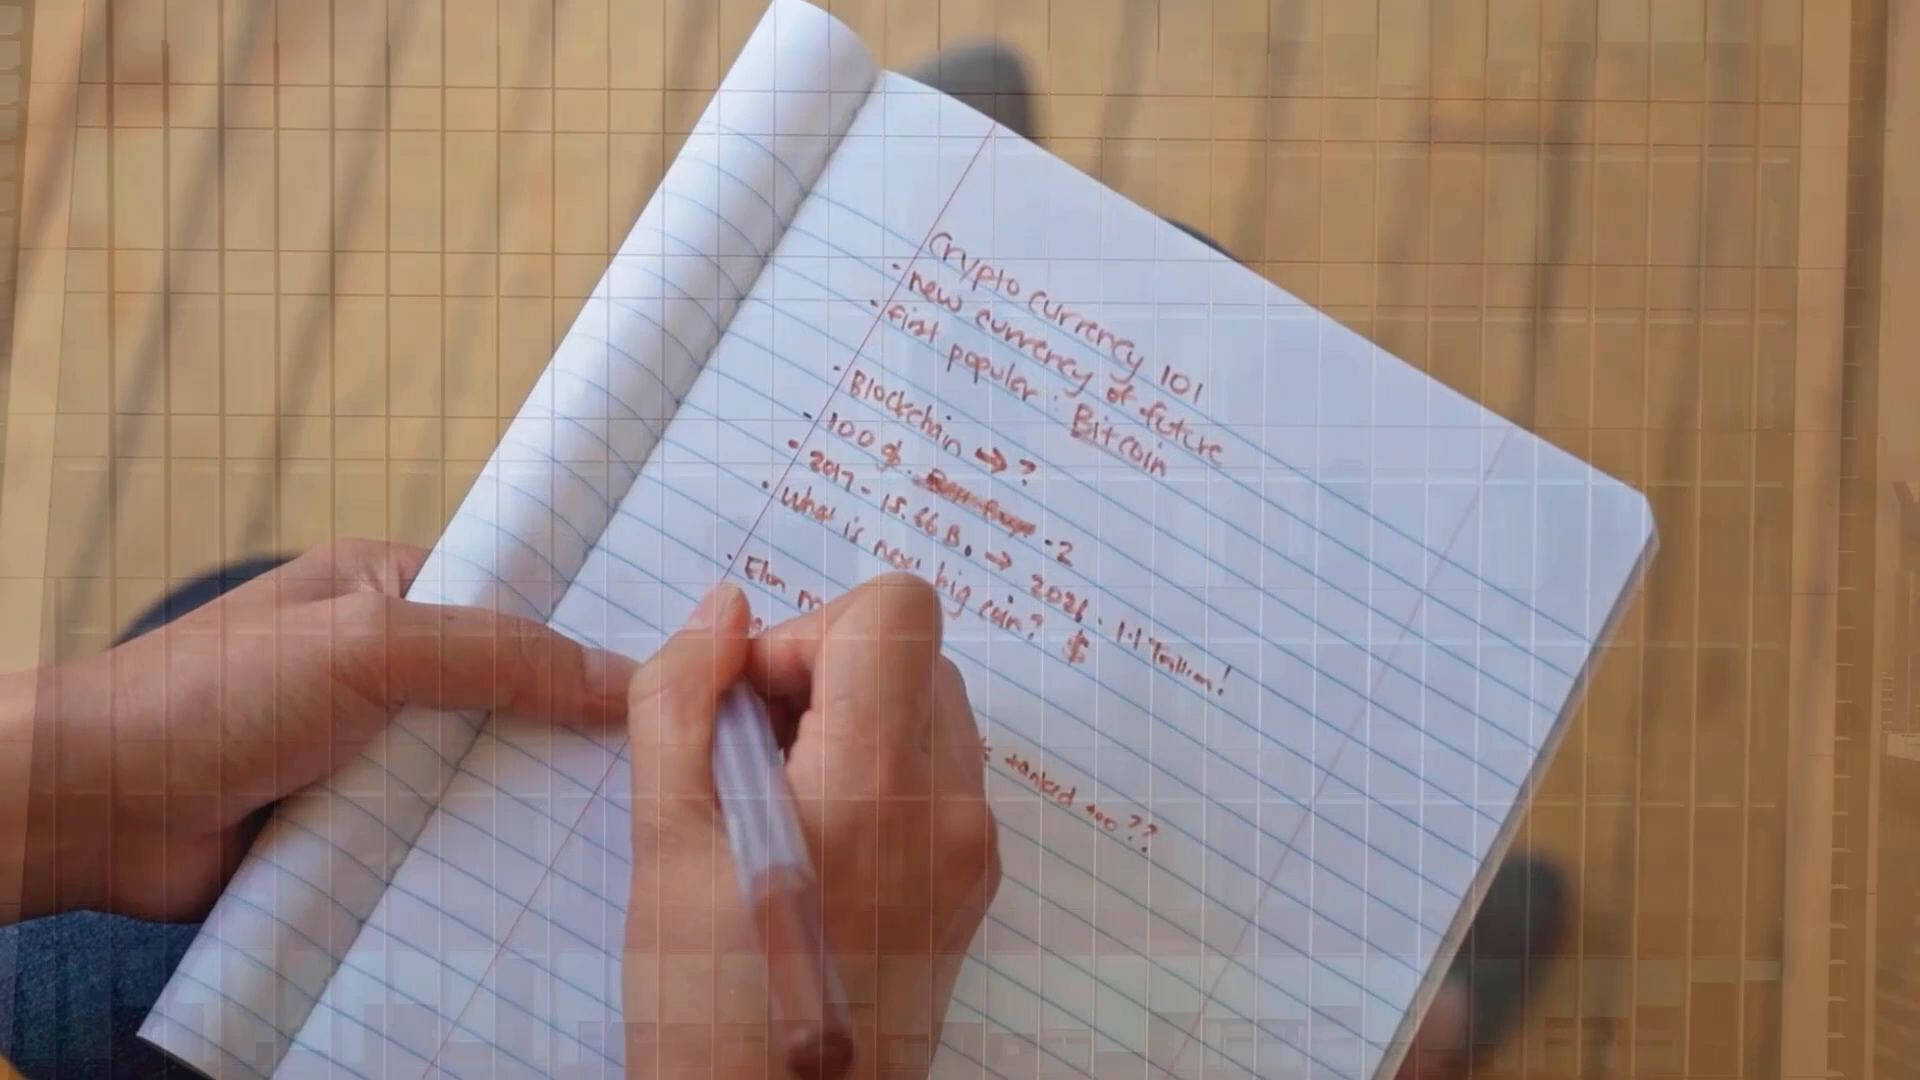 Crypto currency 101
- new currency of future
- first popular : Bitcoin
- Blockchain → ?
- 100 $. -2
- 2017 - 15.66 B. → 2021. 1.1 Trillion!
- What is next big coin? $
- Elon
tanked too??